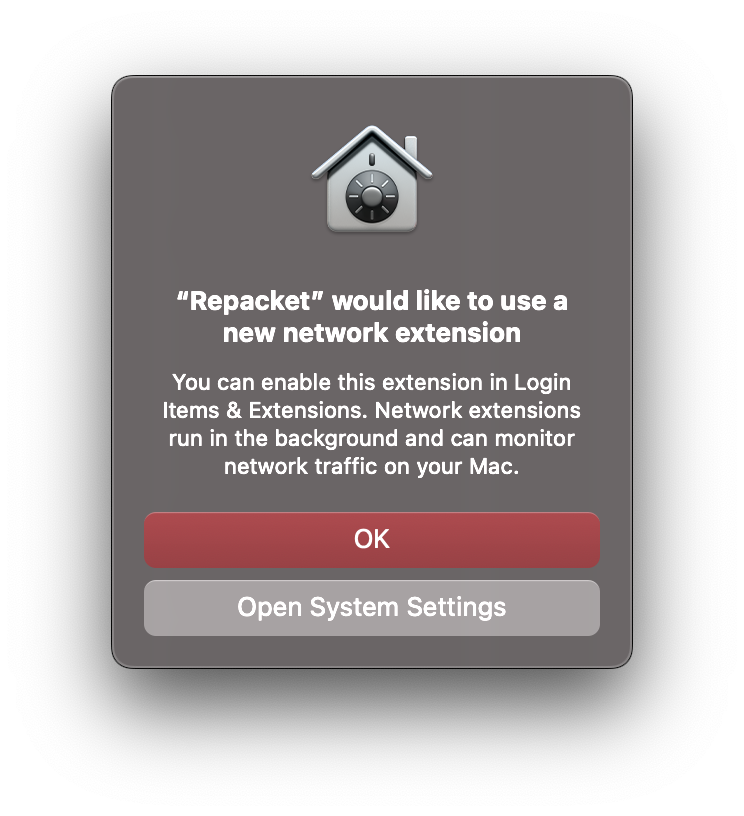 “Repacket” would like to use a
new network extension
You can enable this extension in Login
Items & Extensions. Network extensions
run in the background and can monitor
network traffic on your Mac.
OK
Open System Settings